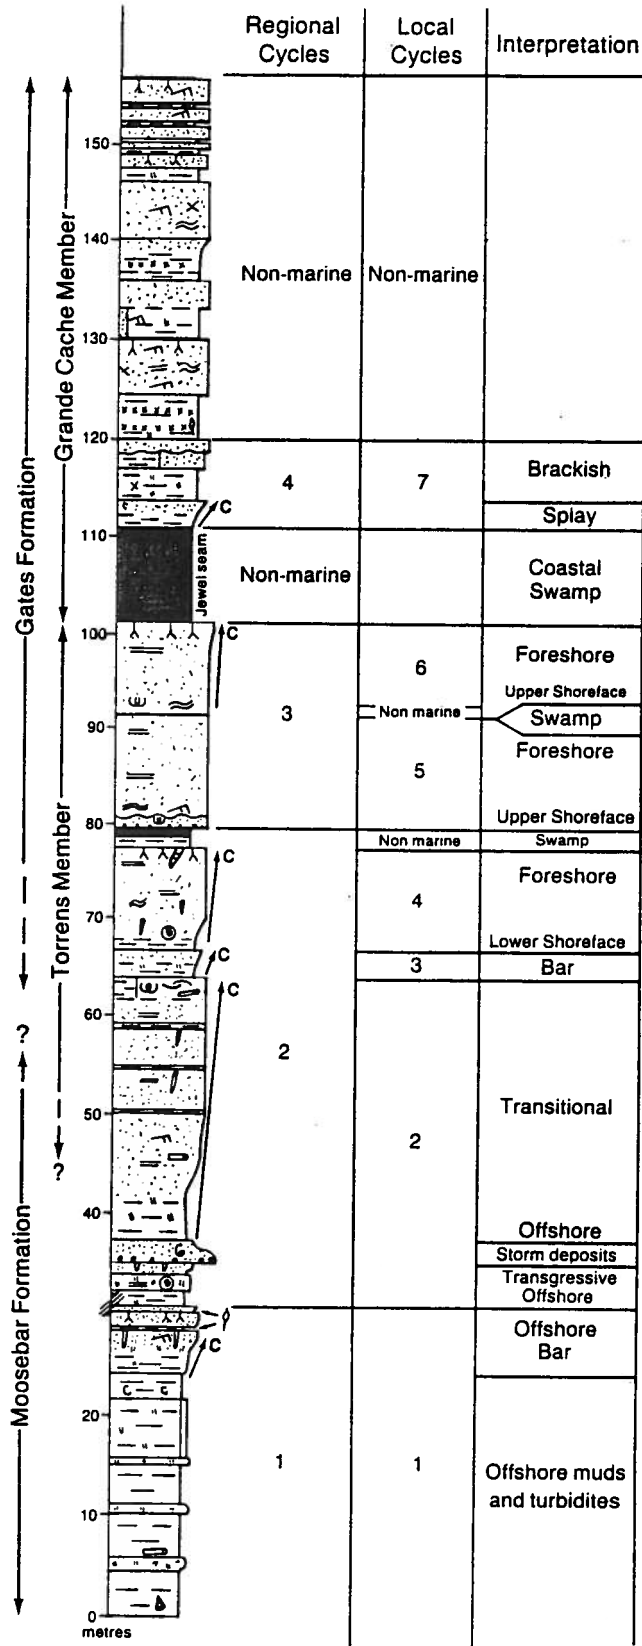 Regional
Cycles
Local
Cycles
Interpretation
Gates Formation
Moosebar Formation
Grande Cache Member
Torrens Member
?
?
150
140
130
120
110
100
90
80
70
60
50
40
20
10
0
metres
Jewel seam
C
C
C
C
C
C
Non-marine
Non-marine
4
7
Brackish
Splay
Non-marine
Coastal
Swamp
3
6
Foreshore
Upper Shoreface
Non marine
Swamp
5
Foreshore
Upper Shoreface
Non marine
Swamp
4
Foreshore
Lower Shoreface
3
Bar
2
2
Transitional
Offshore
Storm deposits
Transgressive
Offshore
Offshore
Bar
1
1
Offshore muds
and turbidites